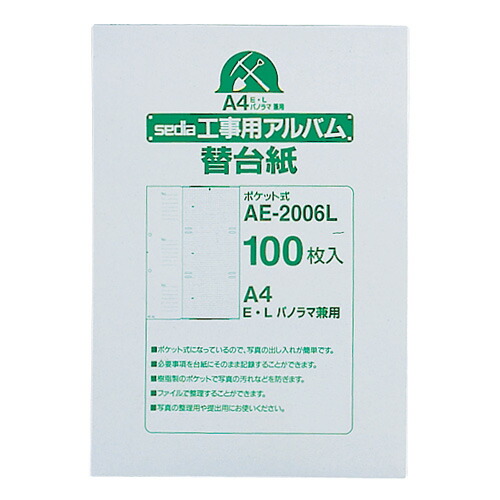 A4 E・L パノラマ兼用
sedia 工事用アルバム
替台紙
ポケット式
AE-2006L
100枚入
A4
E・L パノラマ兼用
■ポケット式になっているので、写真の出し入れが簡単です。
■必要事項を台紙にそのまま記録することができます。
■樹脂製のポケットで写真の汚れなどを防ぎます。
■ファイルで整理することができます。
■写真の整理用や提出用にお使いください。